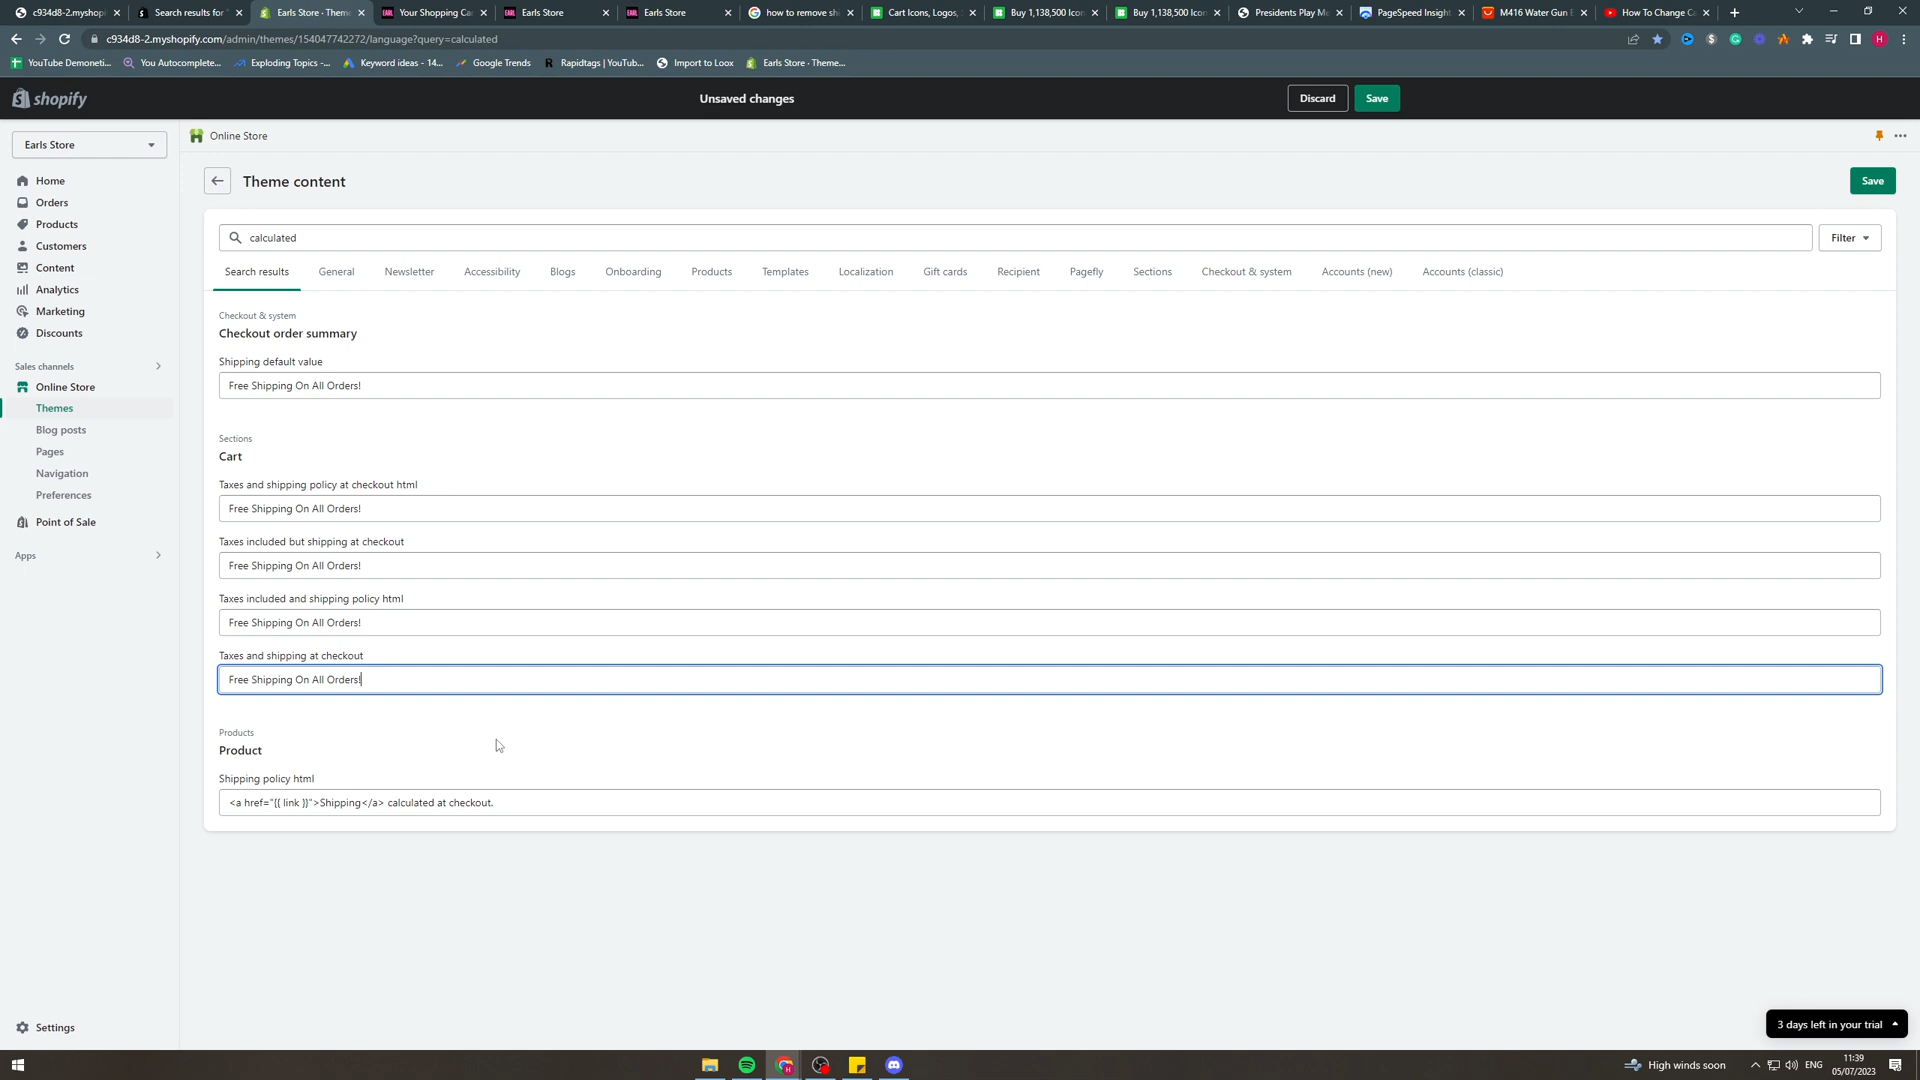 c934d8-2.myshop
Search results for "
Earls Store · Theme
Your Shopping Ca
Earls Store
Earls Store
how to remove shi
Cart Icons, Logos, S
Buy 1,138,500 Icon
Buy 1,138,500 Icon
Presidents Play Me
PageSpeed Insight
M416 Water Gun E
How To Change Ca
c934d8-2.myshopify.com/admin/themes/154047742272/language?query=calculated
YouTube Demoneti...
You Autocomplete...
Exploding Topics -...
Keyword ideas - 14...
Google Trends
Rapidtags | YouTub...
Import to Loox
Earls Store · Theme...
shopify
Unsaved changes
Discard
Save
Earls Store
Online Store
Home
Orders
Products
Customers
Content
Analytics
Marketing
Discounts
Sales channels
Online Store
Themes
Blog posts
Pages
Navigation
Preferences
Point of Sale
Apps
Settings
Theme content
Save
calculated
Filter
Search results
General
Newsletter
Accessibility
Blogs
Onboarding
Products
Templates
Localization
Gift cards
Recipient
Pagefly
Sections
Checkout & system
Accounts (new)
Accounts (classic)
Checkout & system
Checkout order summary
Shipping default value
Free Shipping On All Orders!
Sections
Cart
Taxes and shipping policy at checkout html
Free Shipping On All Orders!
Taxes included but shipping at checkout
Free Shipping On All Orders!
Taxes included and shipping policy html
Free Shipping On All Orders!
Taxes and shipping at checkout
Free Shipping On All Orders!
Products
Product
Shipping policy html
<a href="{{ link }}">Shipping</a> calculated at checkout.
3 days left in your trial
High winds soon
ENG
11:39
05/07/2023